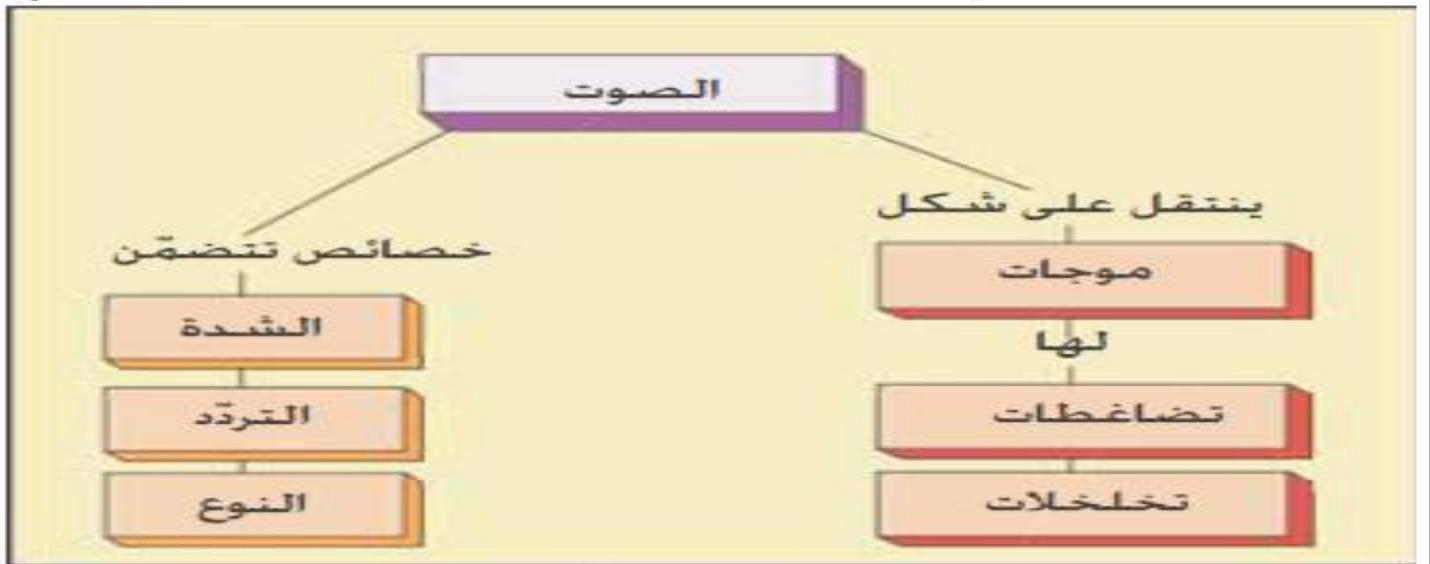 الصوت
ينتقل على شكل
موجات
لها
تضاغطات
تخلخلات
خصائص تتضمّن
الشدة
التردّد
النوع